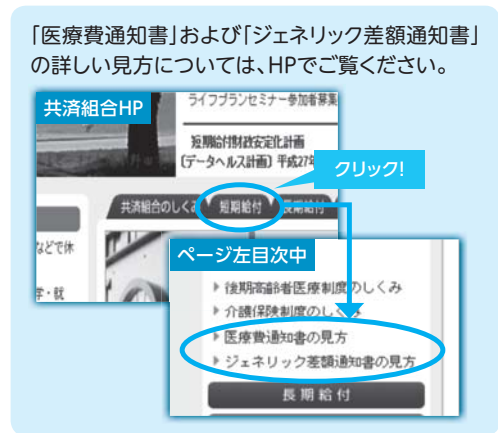 「医療費通知書」および「ジェネリック差額通知書」
の詳しい見方については、HPでご覧ください。
共済組合HP
ライフプランセミナー参加者募集
短期給付財政安定化計画
(データヘルス計画) 平成27年
クリック!
共済組合のしくみ
短期給付
長期給付
などで休
学・就
ページ左目次中
後期高齢者医療制度のしくみ
介護保険制度のしくみ
医療費通知書の見方
ジェネリック差額通知書の見方
長期給付